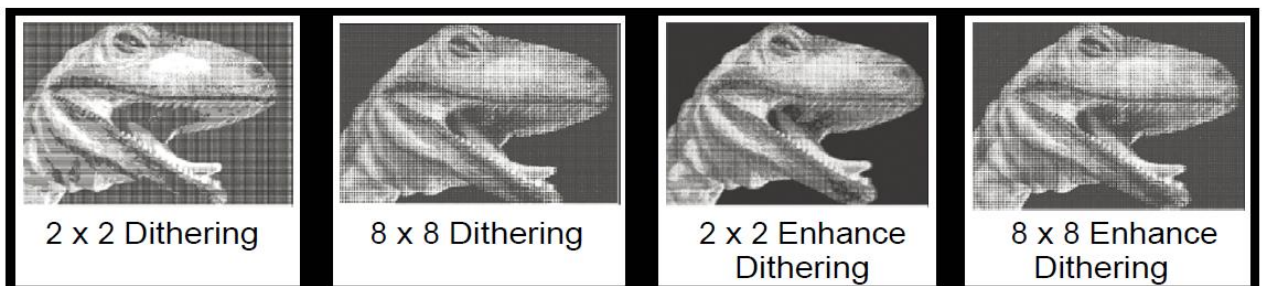 2 x 2 Dithering
8 x 8 Dithering
2 x 2 Enhance
Dithering
8 x 8 Enhance
Dithering